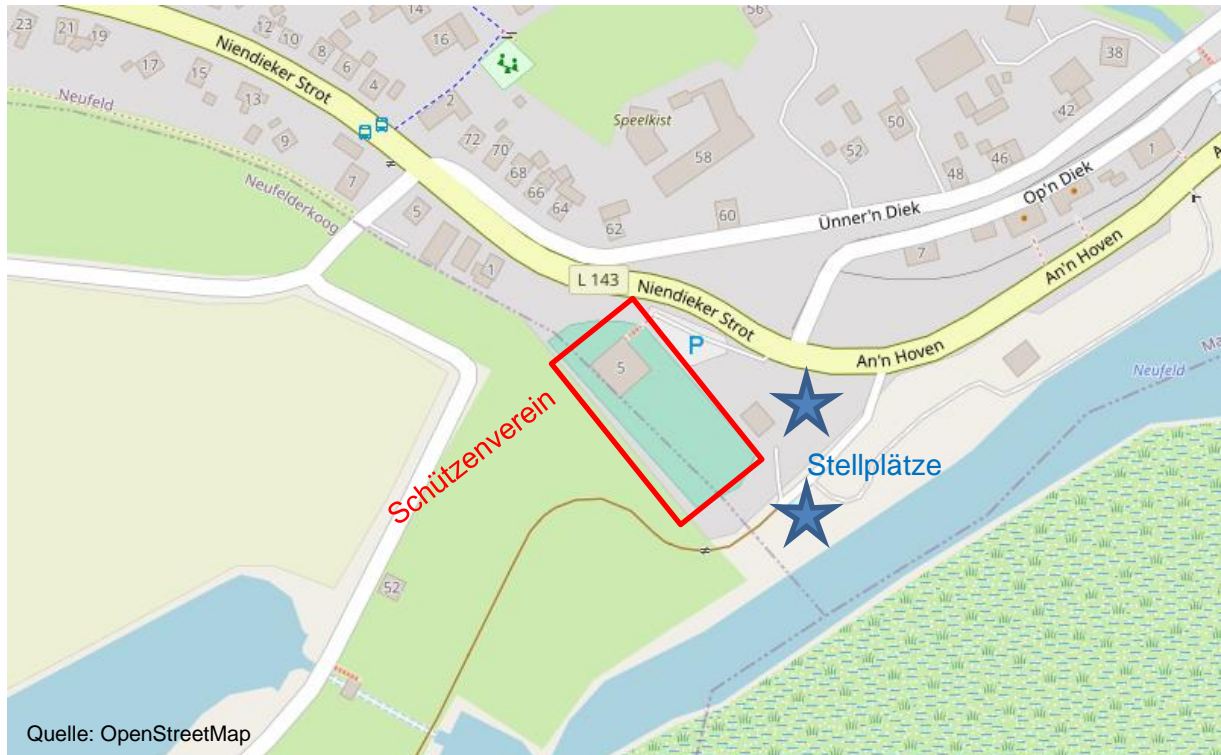 23
21
19
17
15
13
9
7
5
1
12
10
8
6
4
2
14
16
56
38
42
Niendieker Strot
Neufeld
Neufelderkoog
Speelkist
58
50
52
48
46
1
72
70
68
66
64
62
60
Ünner'n Diek
Op'n Diek
7
An'n Hoven
L 143
Niendieker Strot
P
An'n Hoven
Neufeld
5
Schützenverein
Stellplätze
52
Quelle: OpenStreetMap